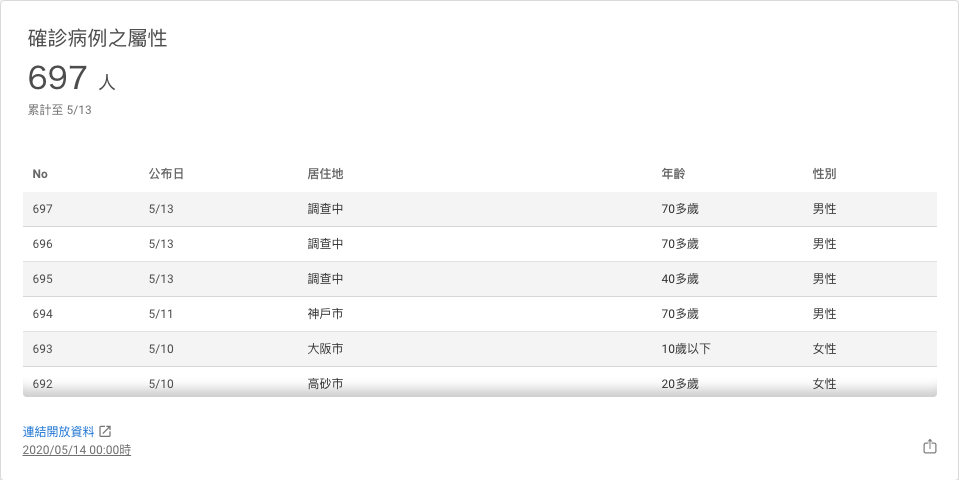 確診病例之屬性
697 人
累計至 5/13
No 公布日 居住地 年齡 性別
697 5/13 調查中 70多歲 男性
696 5/13 調查中 70多歲 男性
695 5/13 調查中 40多歲 男性
694 5/11 神戶市 70多歲 男性
693 5/10 大阪市 10歲以下 女性
692 5/10 高砂市 20多歲 女性
連結開放資料
2020/05/14 00:00時